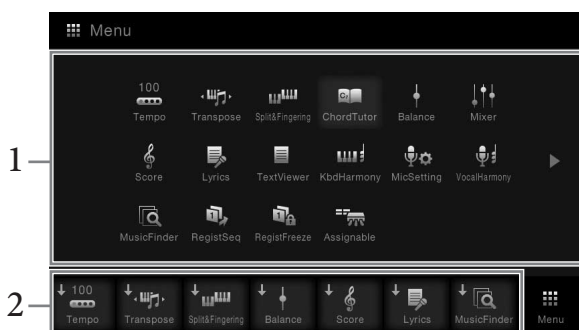 Menu
100
Tempo Transpose Split&Fingering ChordTutor Balance Mixer
1
Score Lyrics TextViewer KbdHarmony MicSetting VocalHarmony
MusicFinder RegistSeq RegistFreeze Assignable
2
100
Tempo Transpose Split&Fingering Balance Score Lyrics MusicFinder Menu